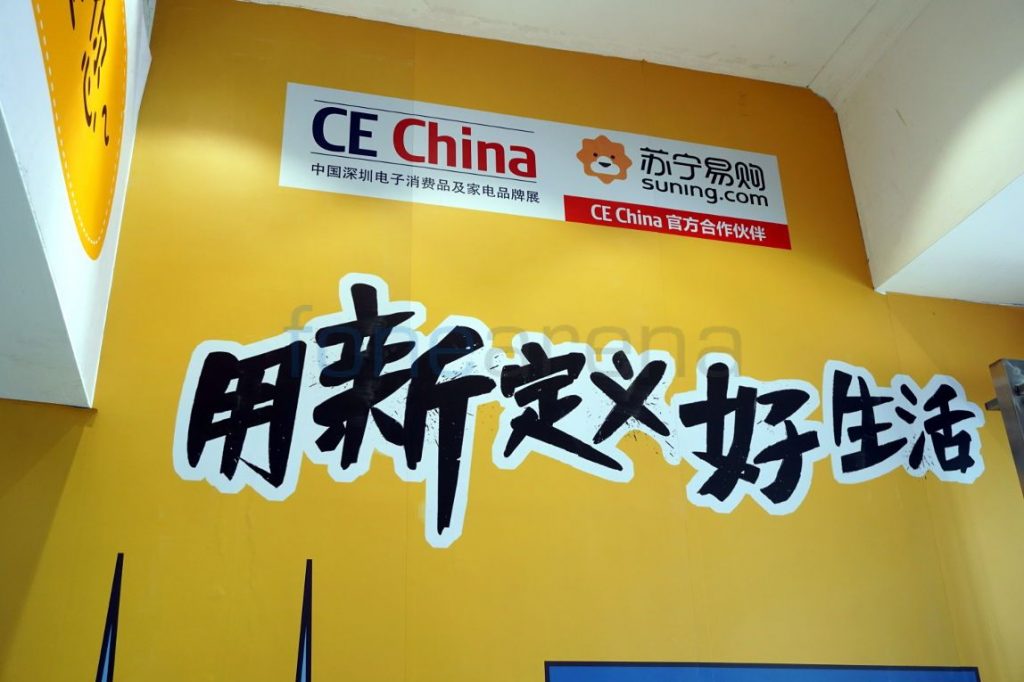 CE China
中国深圳电子消费品及家电品牌展
苏宁易购
suning.com
CE China 官方合作伙伴
fonearena
用新定义好生活